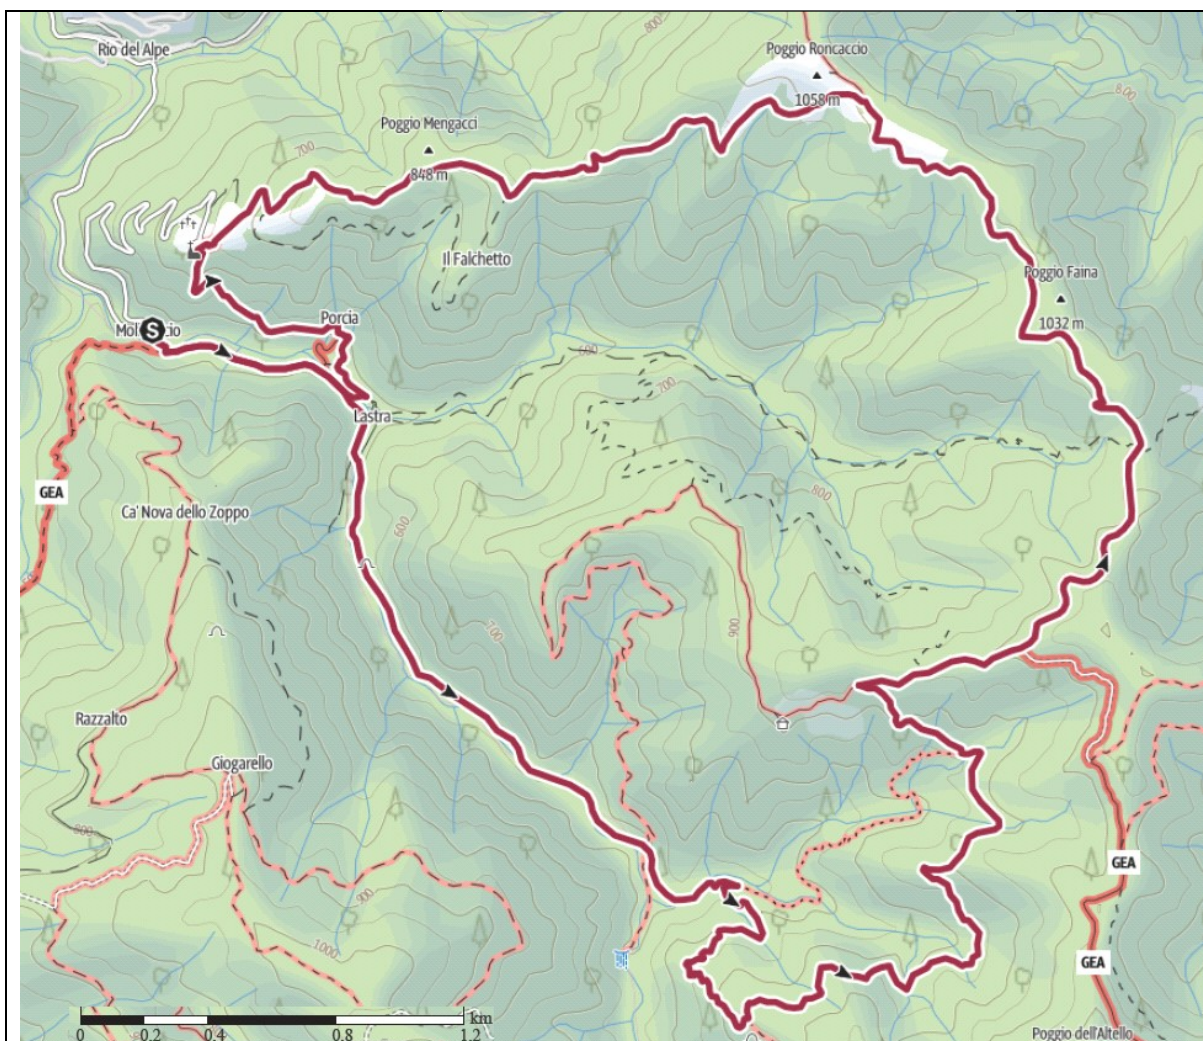 Rio del Alpe
800
Poggio Roncaccio
1058 m
800
Poggio Mengacci
848 m
700
Il Falchetto
Poggio Faina
1032 m
Porcia
S
600
700
Lastra
GEA
Ca' Nova dello Zoppo
600
800
700
900
Razzalto
Giogarello
800
900
1000
GEA
GEA
km
0 0,2 0,4 0,8 1,2
Poggio dell'Altello